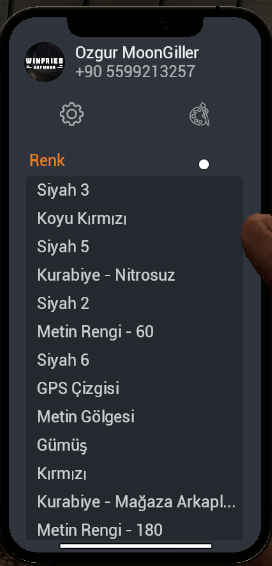 WINFRIED
Ozgur MoonGiller
+90 5599213257
Renk
Siyah 3
Koyu Kırmızı
Siyah 5
Kurabiye - Nitrosuz
Siyah 2
Metin Rengi - 60
Siyah 6
GPS Çizgisi
Metin Gölgesi
Gümüş
Kırmızı
Kurabiye - Mağaza Arkapl...
Metin Rengi - 180